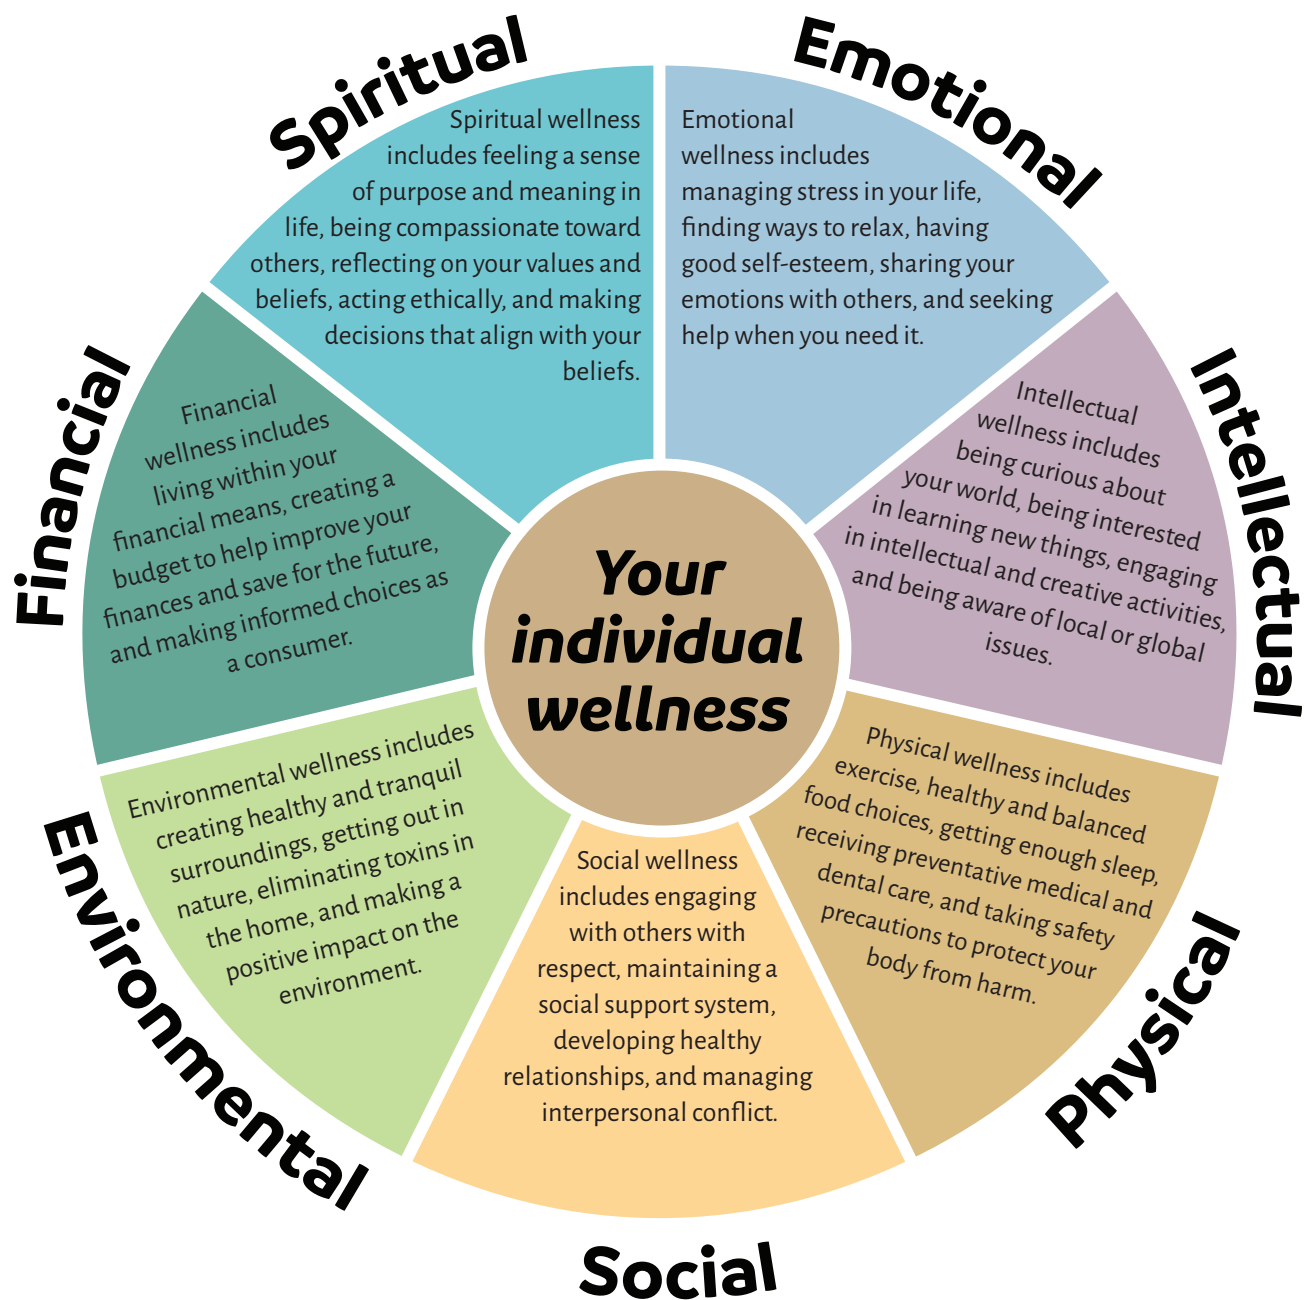 Spiritual
Spiritual wellness
includes feeling a sense
of purpose and meaning in
life, being compassionate toward
others, reflecting on your values and
beliefs, acting ethically, and making
decisions that align with your
beliefs.
Emotional
Emotional
wellness includes
managing stress in your life,
finding ways to relax, having
good self-esteem, sharing your
emotions with others, and seeking
help when you need it.
Intellectual
Intellectual
wellness includes
being curious about
your world, being interested
in learning new things, engaging
in intellectual and creative activities,
and being aware of local or global
issues.
Physical
Physical wellness includes
exercise, healthy and balanced
food choices, getting enough sleep,
receiving preventative medical and
dental care, and taking safety
precautions to protect your
body from harm.
Social
Social wellness
includes engaging
with others with
respect, maintaining a
social support system,
developing healthy
relationships, and managing
interpersonal conflict.
Environmental
Environmental wellness includes
creating healthy and tranquil
surroundings, getting out in
nature, eliminating toxins in
the home, and making a
positive impact on the
environment.
Financial
Financial
wellness includes
living within your
financial means, creating a
budget to help improve your
finances and save for the future,
and making informed choices as
a consumer.
Your
individual
wellness